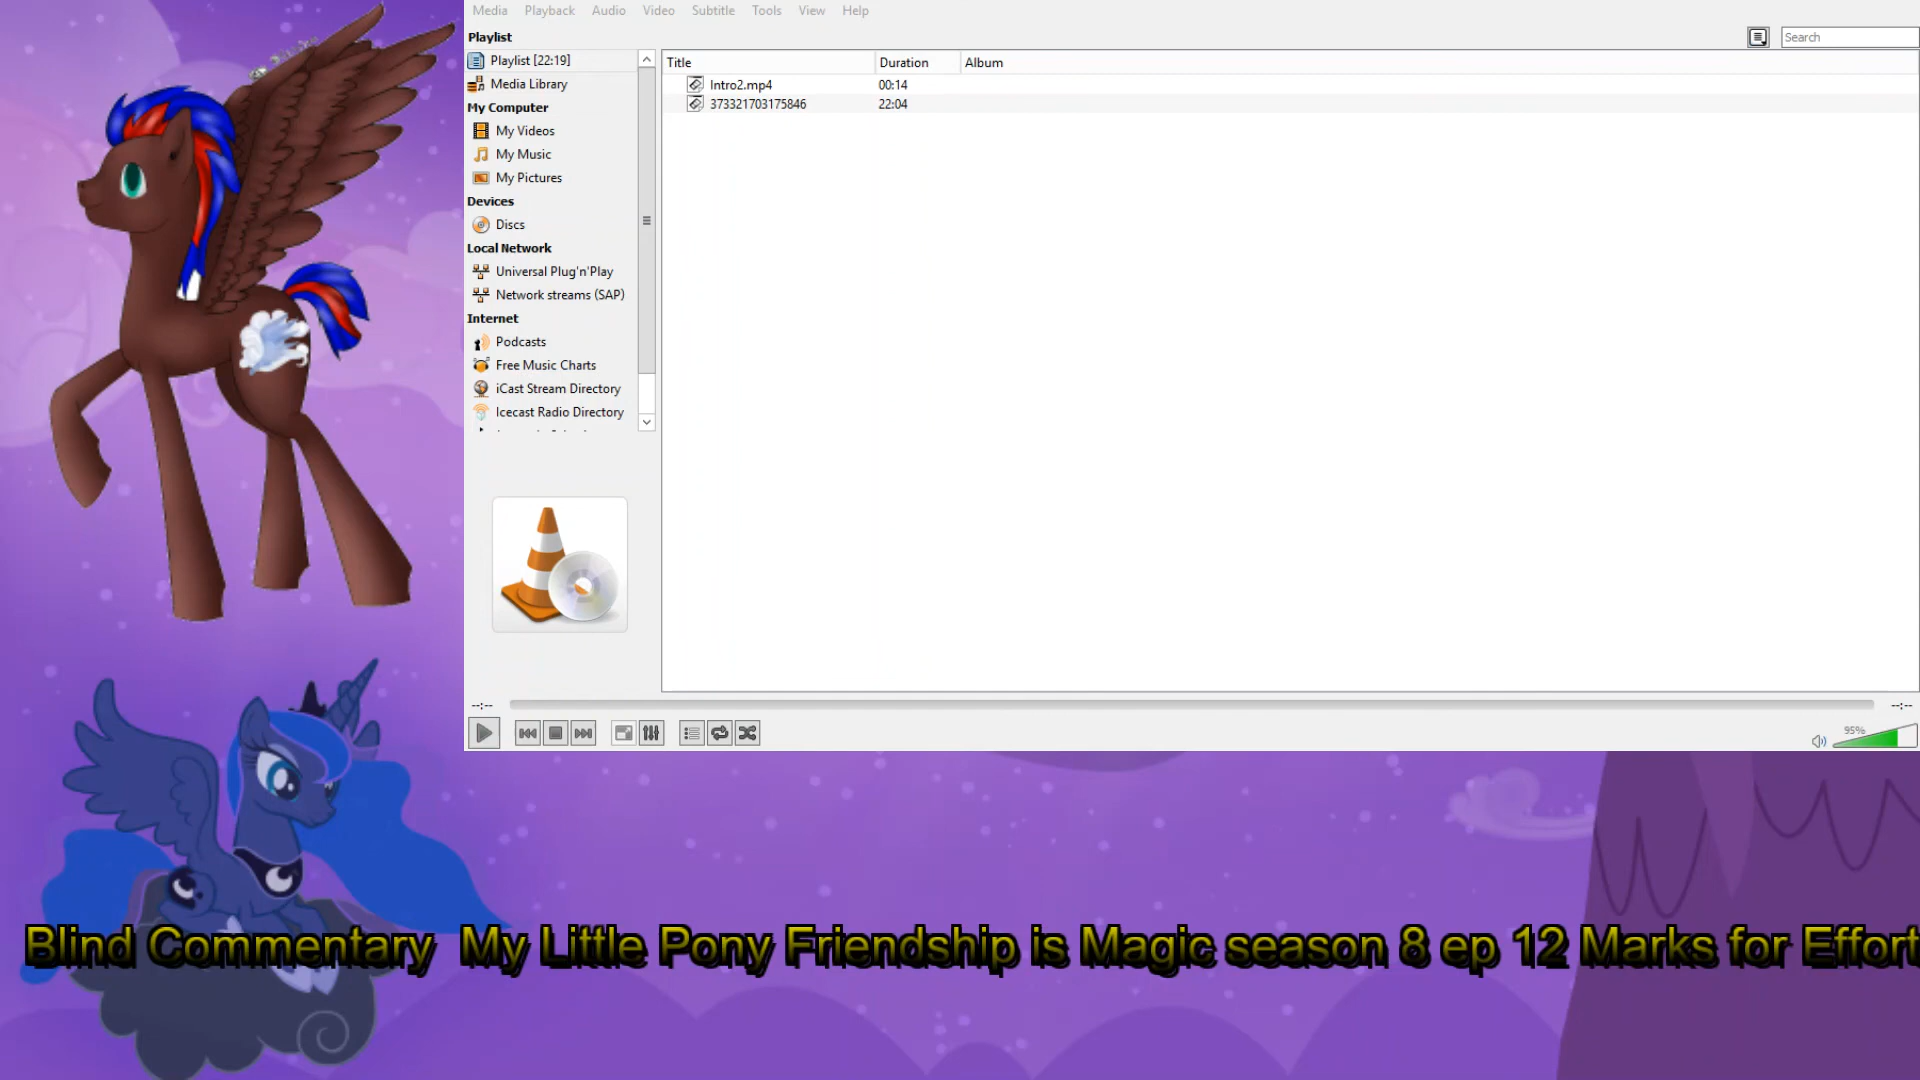 Media Playback Audio Video Subtitle Tools View Help
Playlist
Search
Playlist [22:19]
Media Library
My Computer
My Videos
My Music
My Pictures
Devices
Discs
Local Network
Universal Plug'n'Play
Network streams (SAP)
Internet
Podcasts
Free Music Charts
iCast Stream Directory
Icecast Radio Directory
Title Duration Album
Intro2.mp4 00:14
373321703175846 22:04
--:-- --:--
95%
Blind Commentary My Little Pony Friendship is Magic season 8 ep 12 Marks for Effort